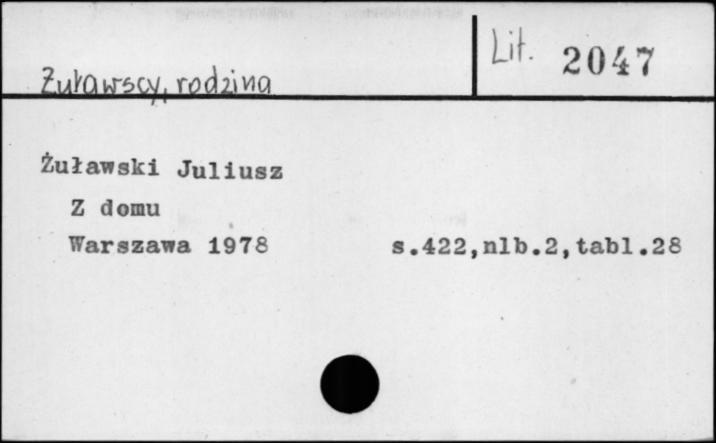 Lit. 2047
Żuławscy, rodzina
Żuławski Juliusz
Z domu
Warszawa 1978 s.422,nlb.2,tabl.28